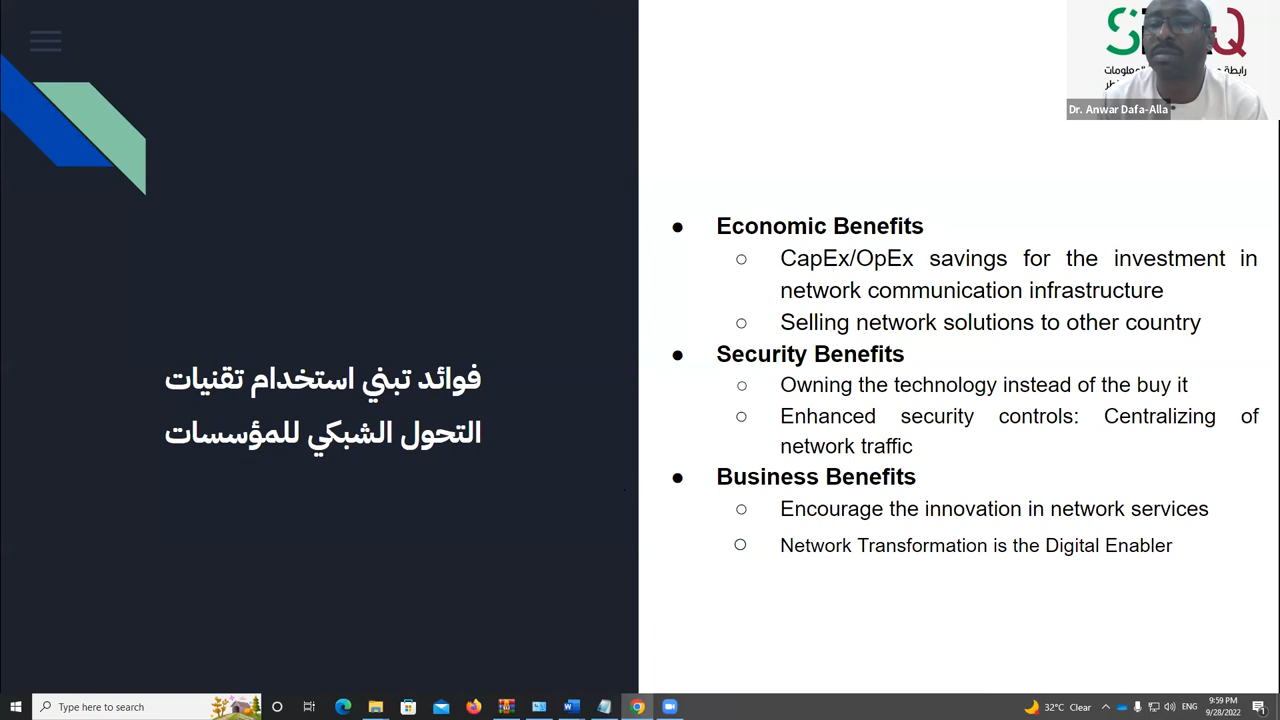 فوائد تبني استخدام تقنيات
التحول الشبكي للمؤسسات
● Economic Benefits
○ CapEx/OpEx savings for the investment in
network communication infrastructure
○ Selling network solutions to other country
● Security Benefits
○ Owning the technology instead of the buy it
○ Enhanced security controls: Centralizing of
network traffic
● Business Benefits
○ Encourage the innovation in network services
○ Network Transformation is the Digital Enabler
رابطة
المعلومات
Dr. Anwar Dafa-Alla
Type here to search
32°C Clear
ENG
9:59 PM
9/28/2022